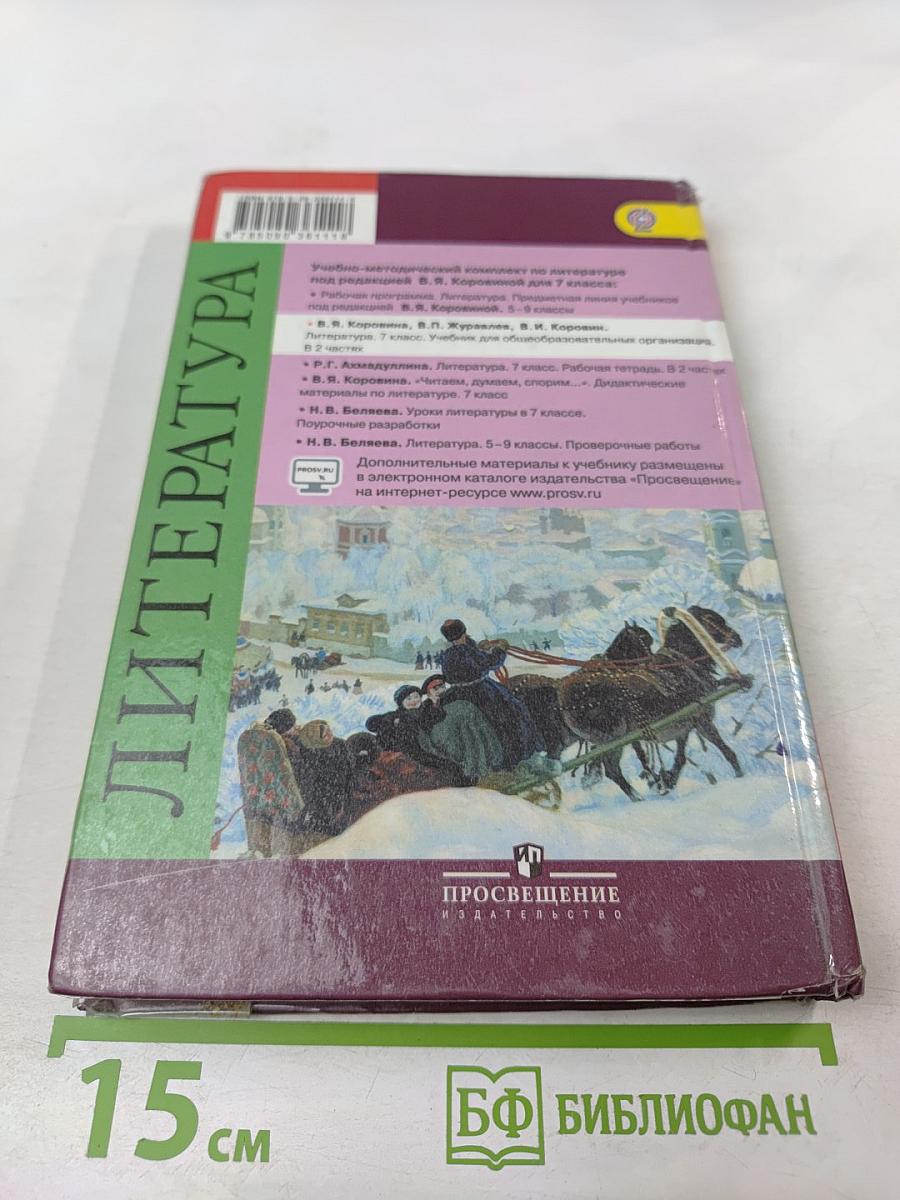 9 785090 361118
Учебно-методический комплект по литературе
под редакцией В.Я. Коровиной для 7 класса:
• Рабочая программа. Литература. Предметная линия учебников
под редакцией В.Я. Коровиной. 5–9 классы
• В.Я. Коровина, В.П. Журавлев, В.И. Коровин.
Литература. 7 класс. Учебник для общеобразовательных организаций.
В 2 частях
• Р.Г. Ахмадуллина. Литература. 7 класс. Рабочая тетрадь. В 2 частях
• В.Я. Коровина. «Читаем, думаем, спорим...». Дидактические
материалы по литературе. 7 класс
• Н.В. Беляева. Уроки литературы в 7 классе.
Поурочные разработки
• Н.В. Беляева. Литература. 5–9 классы. Проверочные работы
PROSV.RU
Дополнительные материалы к учебнику размещены
в электронном каталоге издательства «Просвещение»
на интернет-ресурсе www.prosv.ru
ЛИТЕРАТУРА
ИП
ПРОСВЕЩЕНИЕ
ИЗДАТЕЛЬСТВО
15 см
БФ БИБЛИОФАН